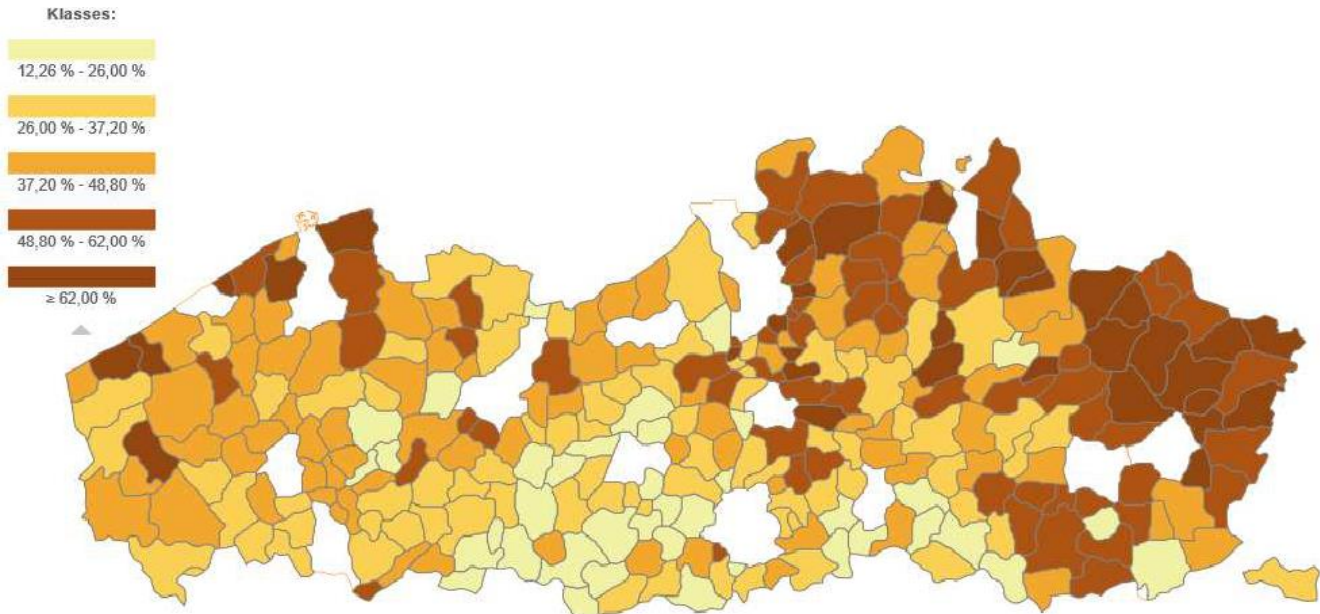 Klasses:
12,26 % - 26,00 %
26,00 % - 37,20 %
37,20 % - 48,80 %
48,80 % - 62,00 %
≥ 62,00 %